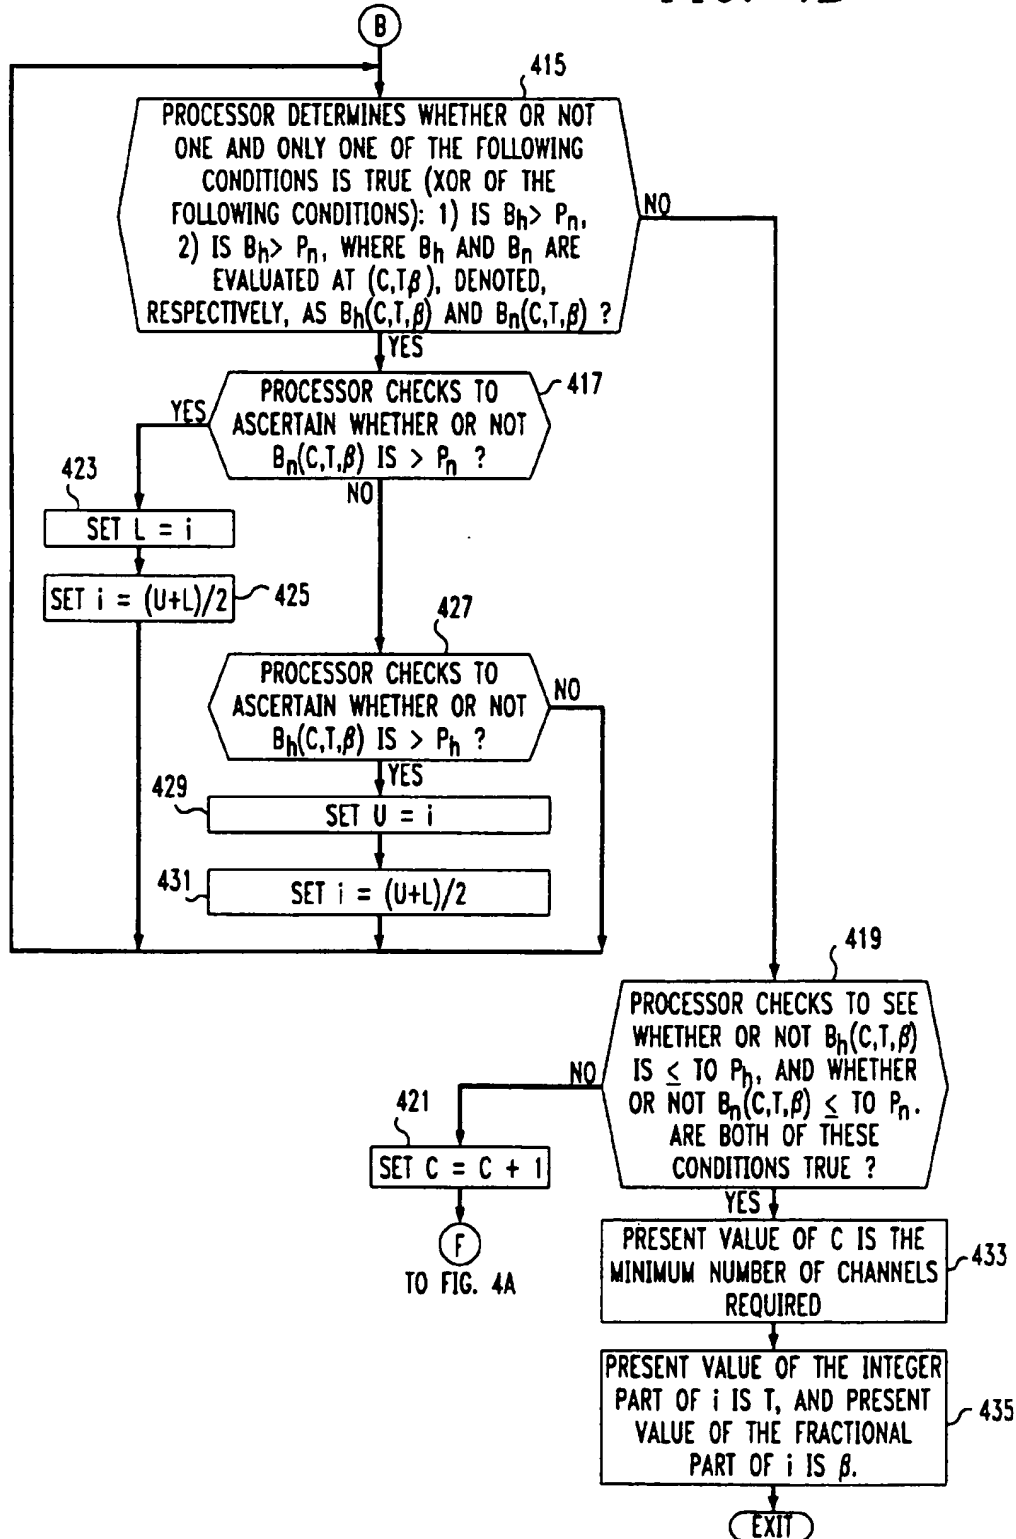 B
415
PROCESSOR DETERMINES WHETHER OR NOT
ONE AND ONLY ONE OF THE FOLLOWING
CONDITIONS IS TRUE (XOR OF THE
FOLLOWING CONDITIONS): 1) IS Bh> Pn,
2) IS Bh> Pn, WHERE Bh AND Bn ARE
EVALUATED AT (C,Tβ), DENOTED,
RESPECTIVELY, AS Bh(C,T,β) AND Bn(C,T,β) ?
NO
YES
417
PROCESSOR CHECKS TO
ASCERTAIN WHETHER OR NOT
Bn(C,T,β) IS > Pn ?
YES
NO
423
SET L = i
SET i = (U+L)/2
425
427
PROCESSOR CHECKS TO
ASCERTAIN WHETHER OR NOT
Bh(C,T,β) IS > Ph ?
NO
YES
429
SET U = i
431
SET i = (U+L)/2
419
PROCESSOR CHECKS TO SEE
WHETHER OR NOT Bh(C,T,β)
IS ≤ TO Ph, AND WHETHER
OR NOT Bn(C,T,β) ≤ TO Pn.
ARE BOTH OF THESE
CONDITIONS TRUE ?
NO
421
SET C = C + 1
F
TO FIG. 4A
YES
PRESENT VALUE OF C IS THE
MINIMUM NUMBER OF CHANNELS
REQUIRED
433
PRESENT VALUE OF THE INTEGER
PART OF i IS T, AND PRESENT
VALUE OF THE FRACTIONAL
PART OF i IS β.
435
EXIT